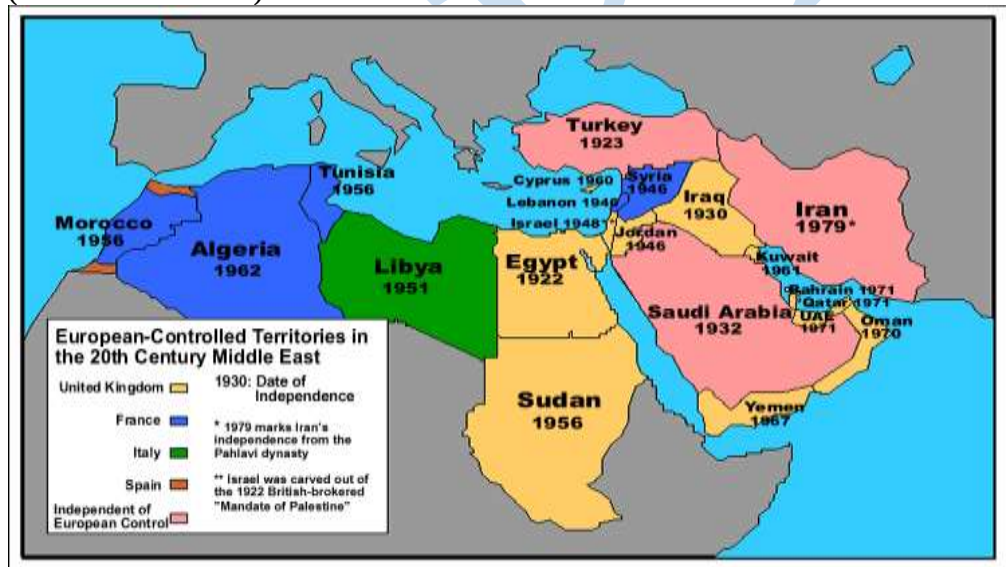 Turkey
1923
Tunisia
1956
Cyprus 1960
Syria
1946
Lebanon 1946
Iraq
1930
Israel 1948**
Iran
1979*
Morocco
1956
Algeria
1962
Libya
1951
Egypt
1922
Jordan
1946
Kuwait
1961
Bahrain 1971
Qatar 1971
UAE
1971
Saudi Arabia
1932
Oman
1970
Sudan
1956
Yemen
1967
European-Controlled Territories in
the 20th Century Middle East
United Kingdom
France
Italy
Spain
Independent of
European Control
1930: Date of
Independence
* 1979 marks Iran's
independence from the
Pahlavi dynasty
** Israel was carved out of
the 1922 British-brokered
"Mandate of Palestine"